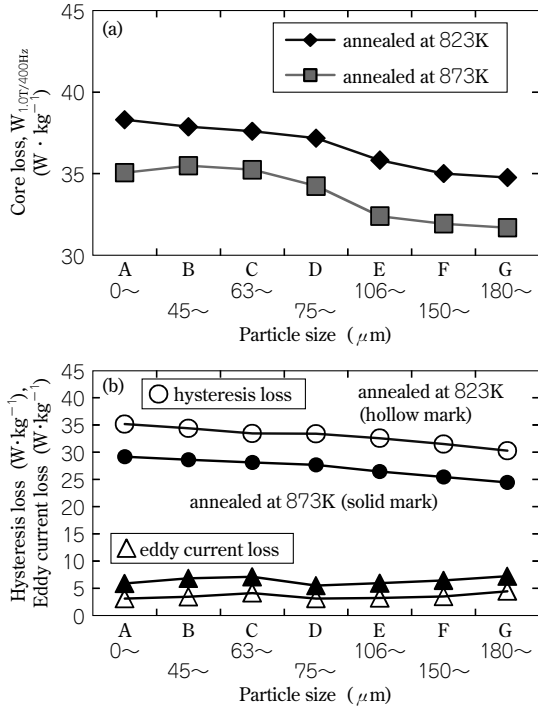 (a)
annealed at 823K
annealed at 873K
Core loss, W1.0T/400Hz
(W・kg−1)
45
40
35
30
A B C D E F G
0〜 63〜 106〜 180〜
45〜 75〜 150〜
Particle size (μm)
(b)
hysteresis loss
annealed at 823K
(hollow mark)
annealed at 873K (solid mark)
eddy current loss
Hysteresis loss (W・kg−1),
Eddy current loss (W・kg−1)
45
40
35
30
25
20
15
10
5
0
A B C D E F G
0〜 63〜 106〜 180〜
45〜 75〜 150〜
Particle size (μm)